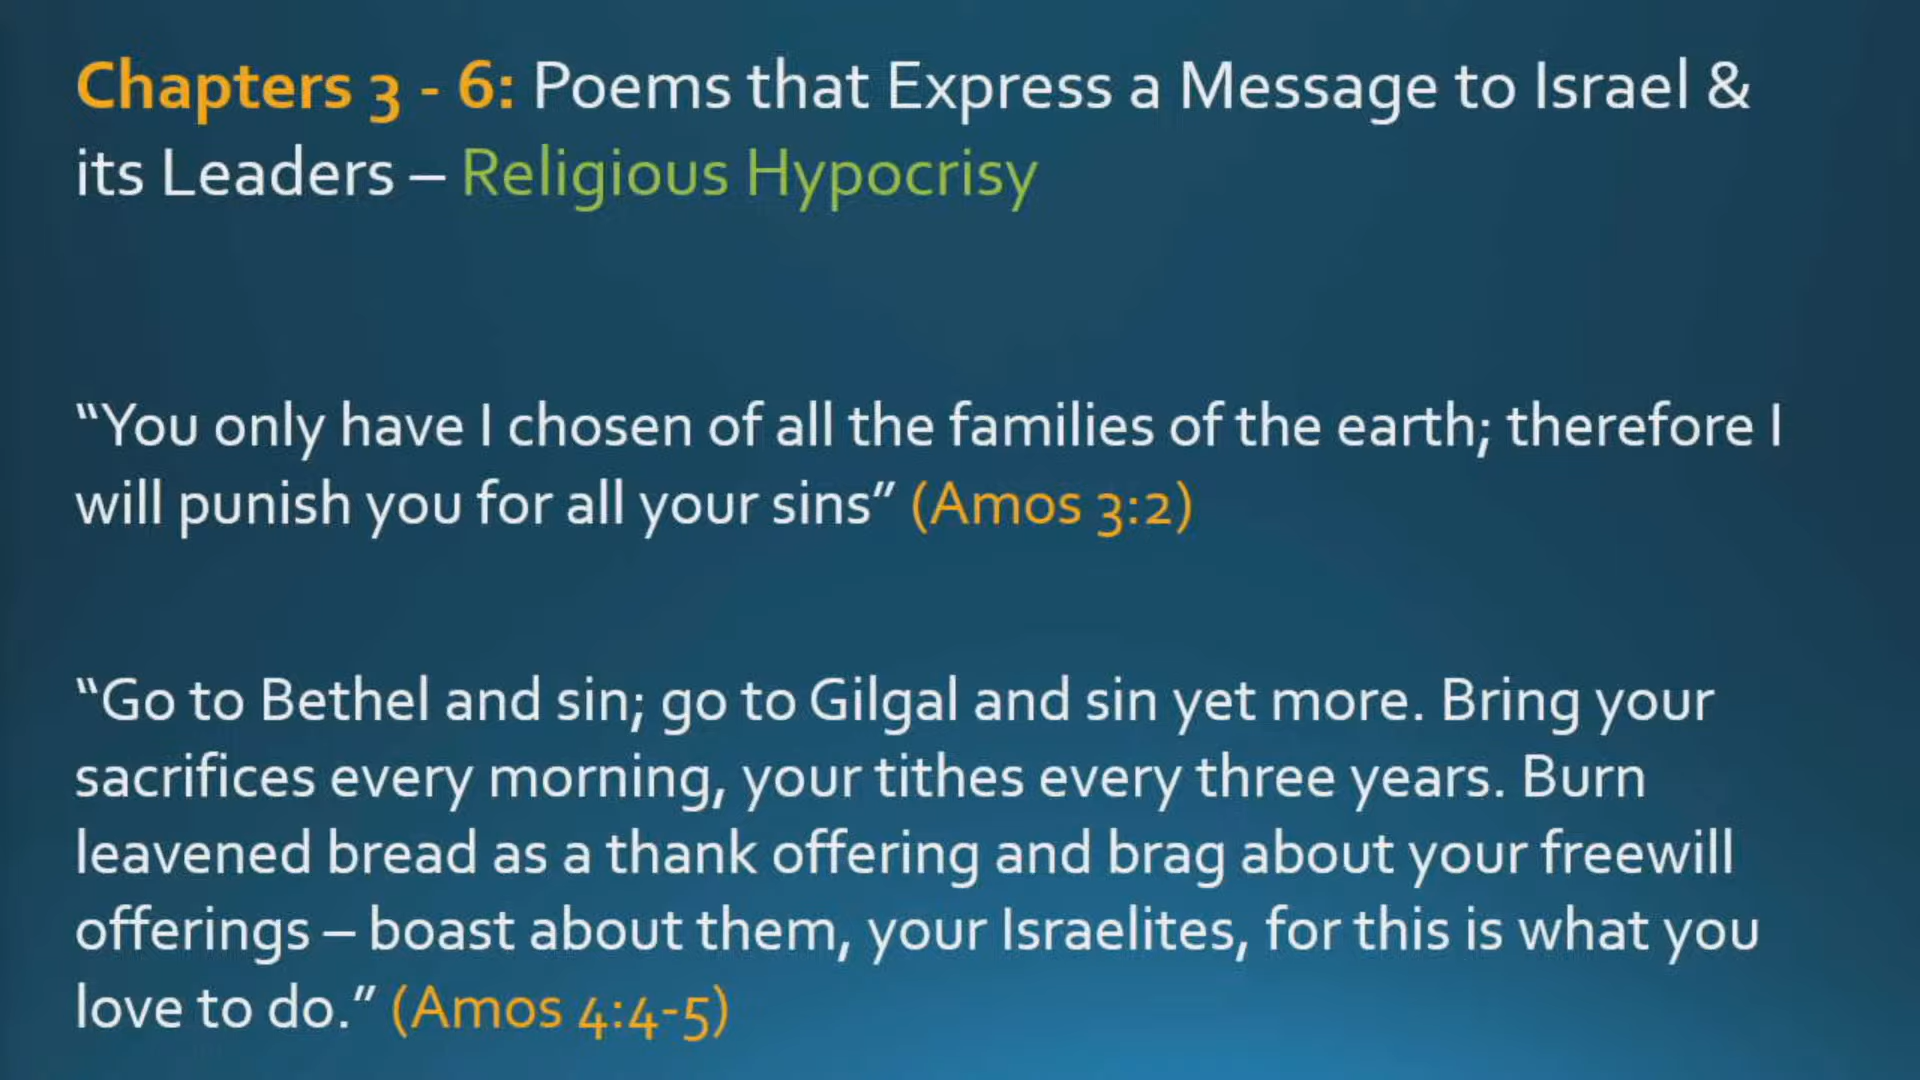 Chapters 3 - 6: Poems that Express a Message to Israel &
its Leaders – Religious Hypocrisy
“You only have I chosen of all the families of the earth; therefore I
will punish you for all your sins” (Amos 3:2)
“Go to Bethel and sin; go to Gilgal and sin yet more. Bring your
sacrifices every morning, your tithes every three years. Burn
leavened bread as a thank offering and brag about your freewill
offerings – boast about them, your Israelites, for this is what you
love to do.” (Amos 4:4-5)